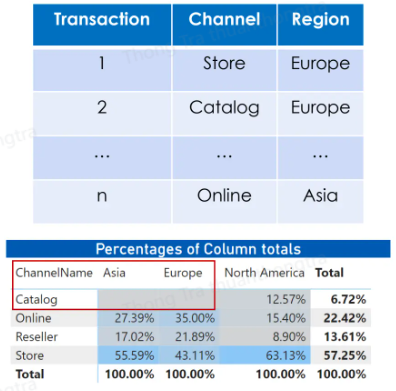 Transaction Channel Region
1 Store Europe
2 Catalog Europe
... ... ...
n Online Asia
Percentages of Column totals
ChannelName Asia Europe North America Total
Catalog 12.57% 6.72%
Online 27.39% 35.00% 15.40% 22.42%
Reseller 17.02% 21.89% 8.90% 13.61%
Store 55.59% 43.11% 63.13% 57.25%
Total 100.00% 100.00% 100.00% 100.00%